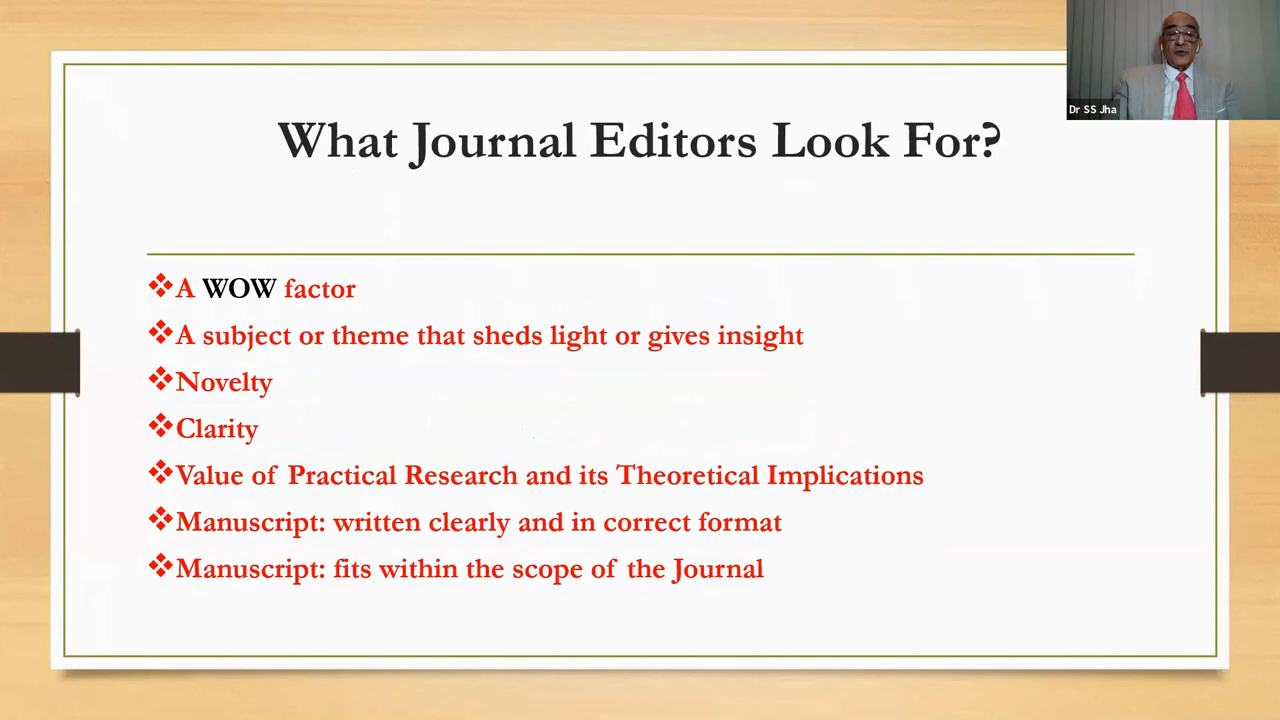 Dr SS Jha
What Journal Editors Look For?
A WOW factor
A subject or theme that sheds light or gives insight
Novelty
Clarity
Value of Practical Research and its Theoretical Implications
Manuscript: written clearly and in correct format
Manuscript: fits within the scope of the Journal